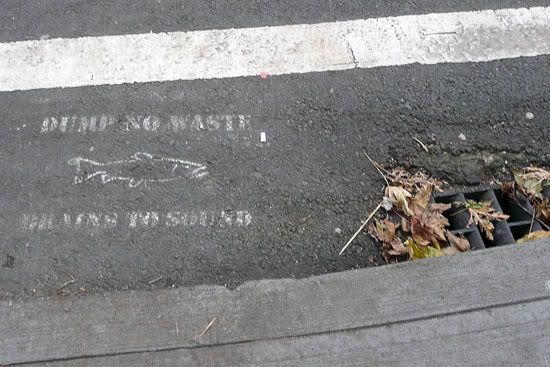 DUMP NO WASTE
DRAINS TO SOUND